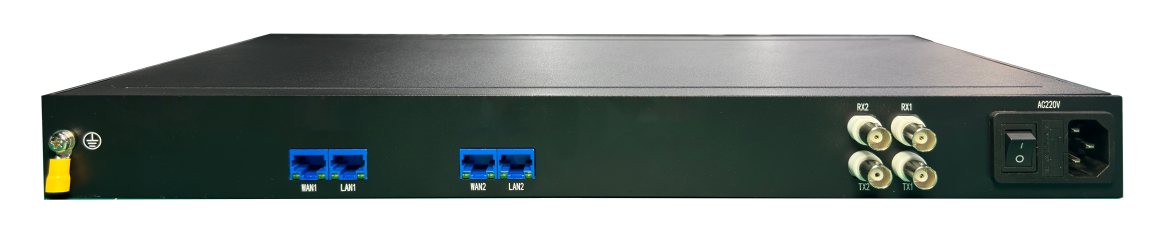 RX2 RX1
AC220V
WAN1 LAN1
WAN2 LAN2
TX2 TX1